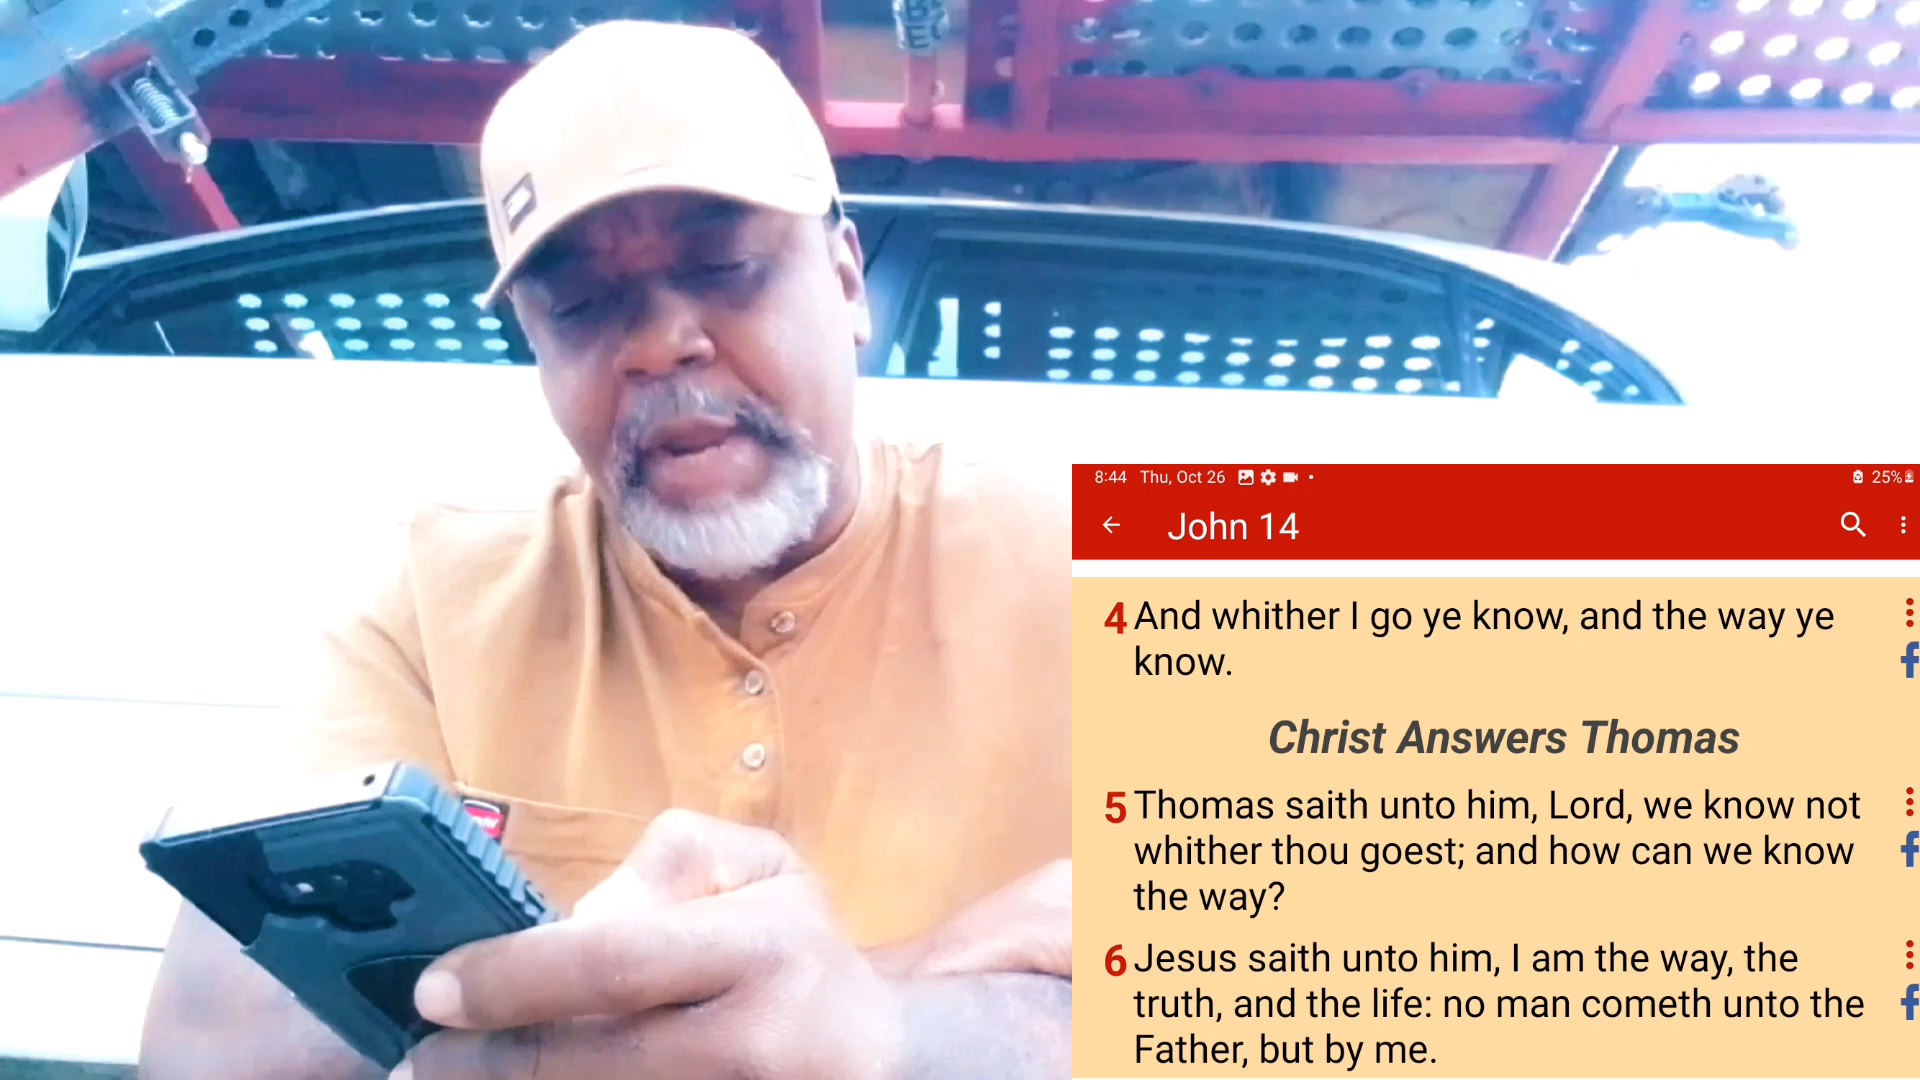 8:44 Thu, Oct 26
25%
John 14
4 And whither I go ye know, and the way ye
know.
Christ Answers Thomas
5 Thomas saith unto him, Lord, we know not
whither thou goest; and how can we know
the way?
6 Jesus saith unto him, I am the way, the
truth, and the life: no man cometh unto the
Father, but by me.